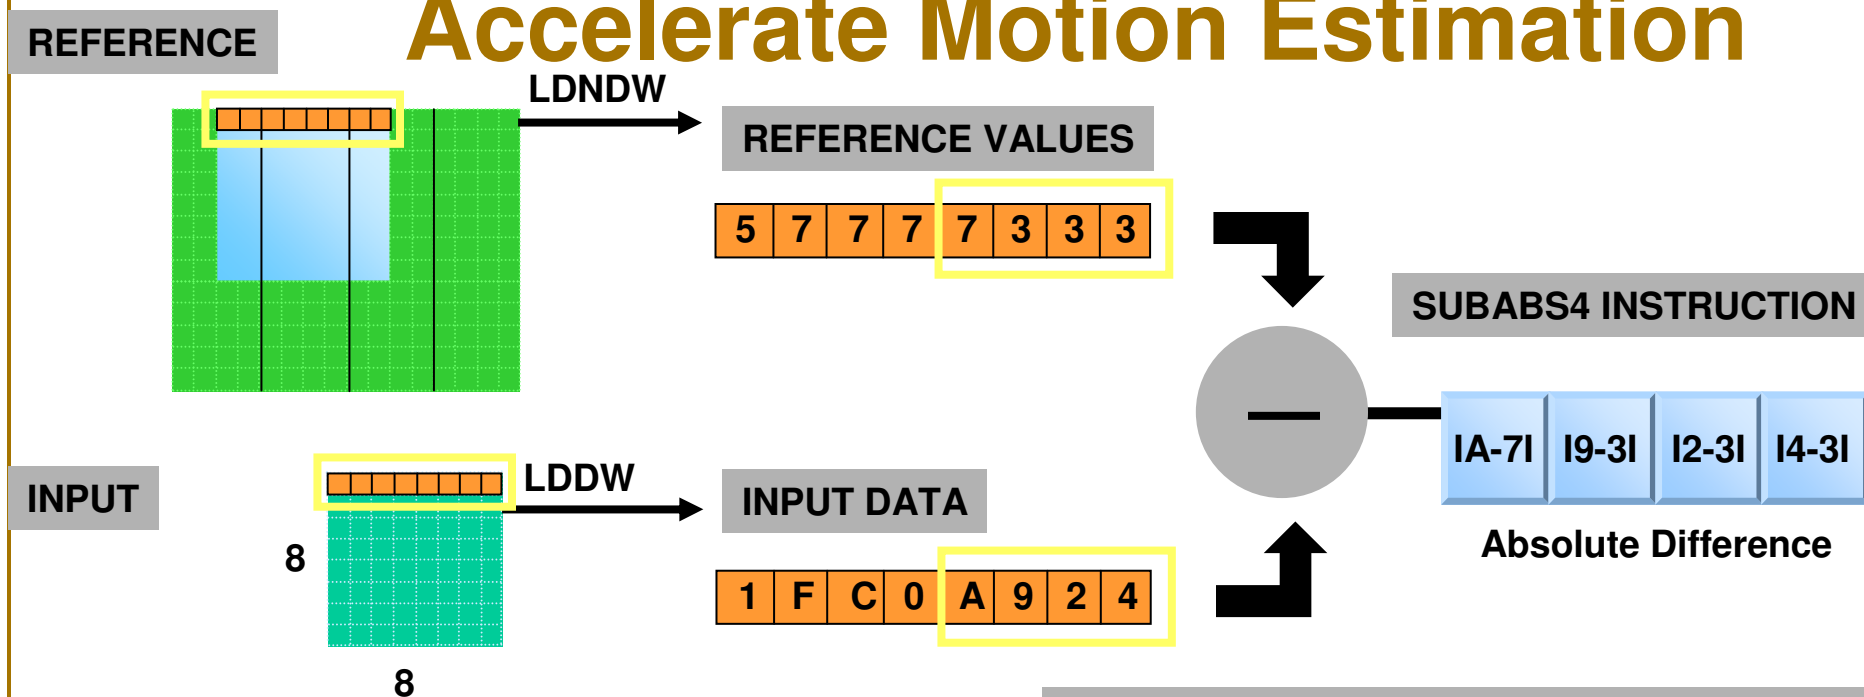 Accelerate Motion Estimation
REFERENCE
LDNDW
REFERENCE VALUES
5 7 7 7 7 3 3 3
SUBABS4 INSTRUCTION
IA-7I I9-3I I2-3I I4-3I
Absolute Difference
INPUT
LDDW
INPUT DATA
8
1 F C 0 A 9 2 4
8